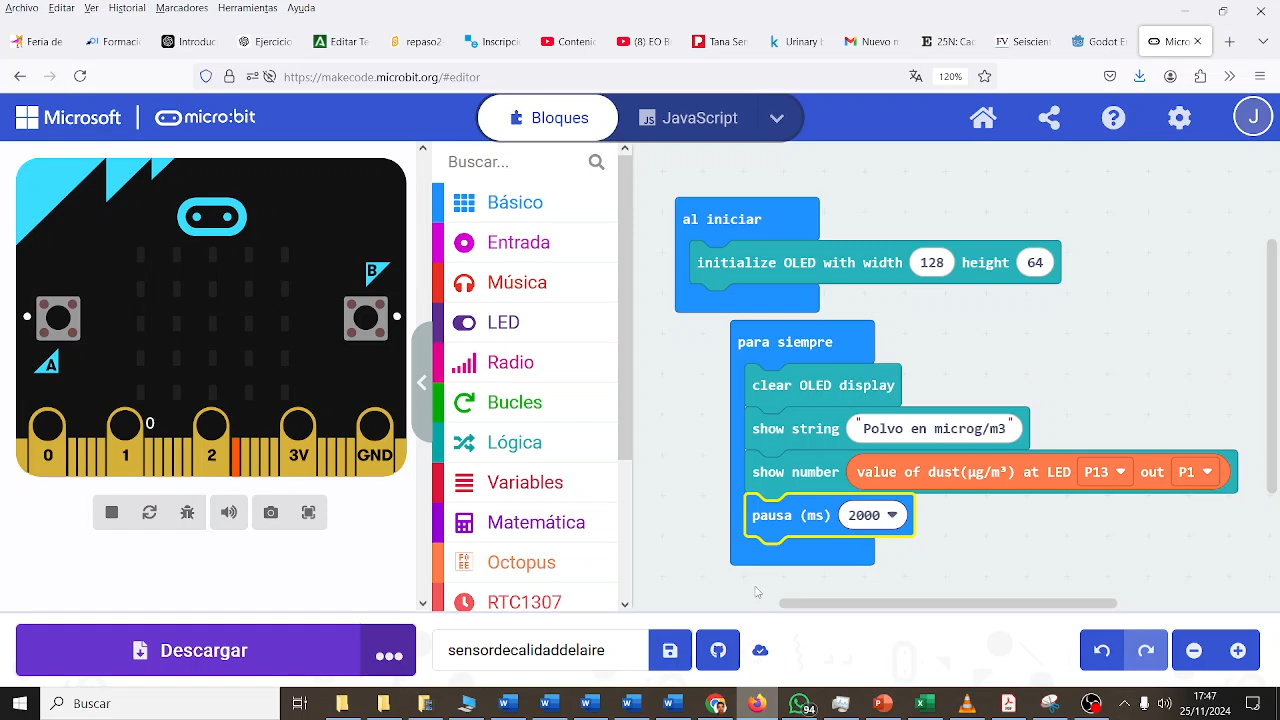 Archivo Editar Ver Historial Marcadores Herramientas Ayuda
Feria de
Formació
Introduc
Ejercicio
Editar Te
repaso2
Inscripci
Contenic
(8) EO B
Tana Se
Urinary b
Nuevo m
25N: Cad
Godot E
Micro
https://makecode.microbit.org/#editor
120%
Microsoft
micro:bit
Bloques
JavaScript
J
Buscar...
Básico
Entrada
Música
LED
Radio
Bucles
Lógica
Variables
Matemática
Octopus
RTC1307
A
B
0
0
1
2
3V
GND
al iniciar
initialize OLED with width 128 height 64
para siempre
clear OLED display
show string "Polvo en microg/m3"
show number value of dust(μg/m³) at LED P13 out P1
pausa (ms) 2000
Descargar
sensordecalidaddelaire
Buscar
94
17:47
25/11/2024